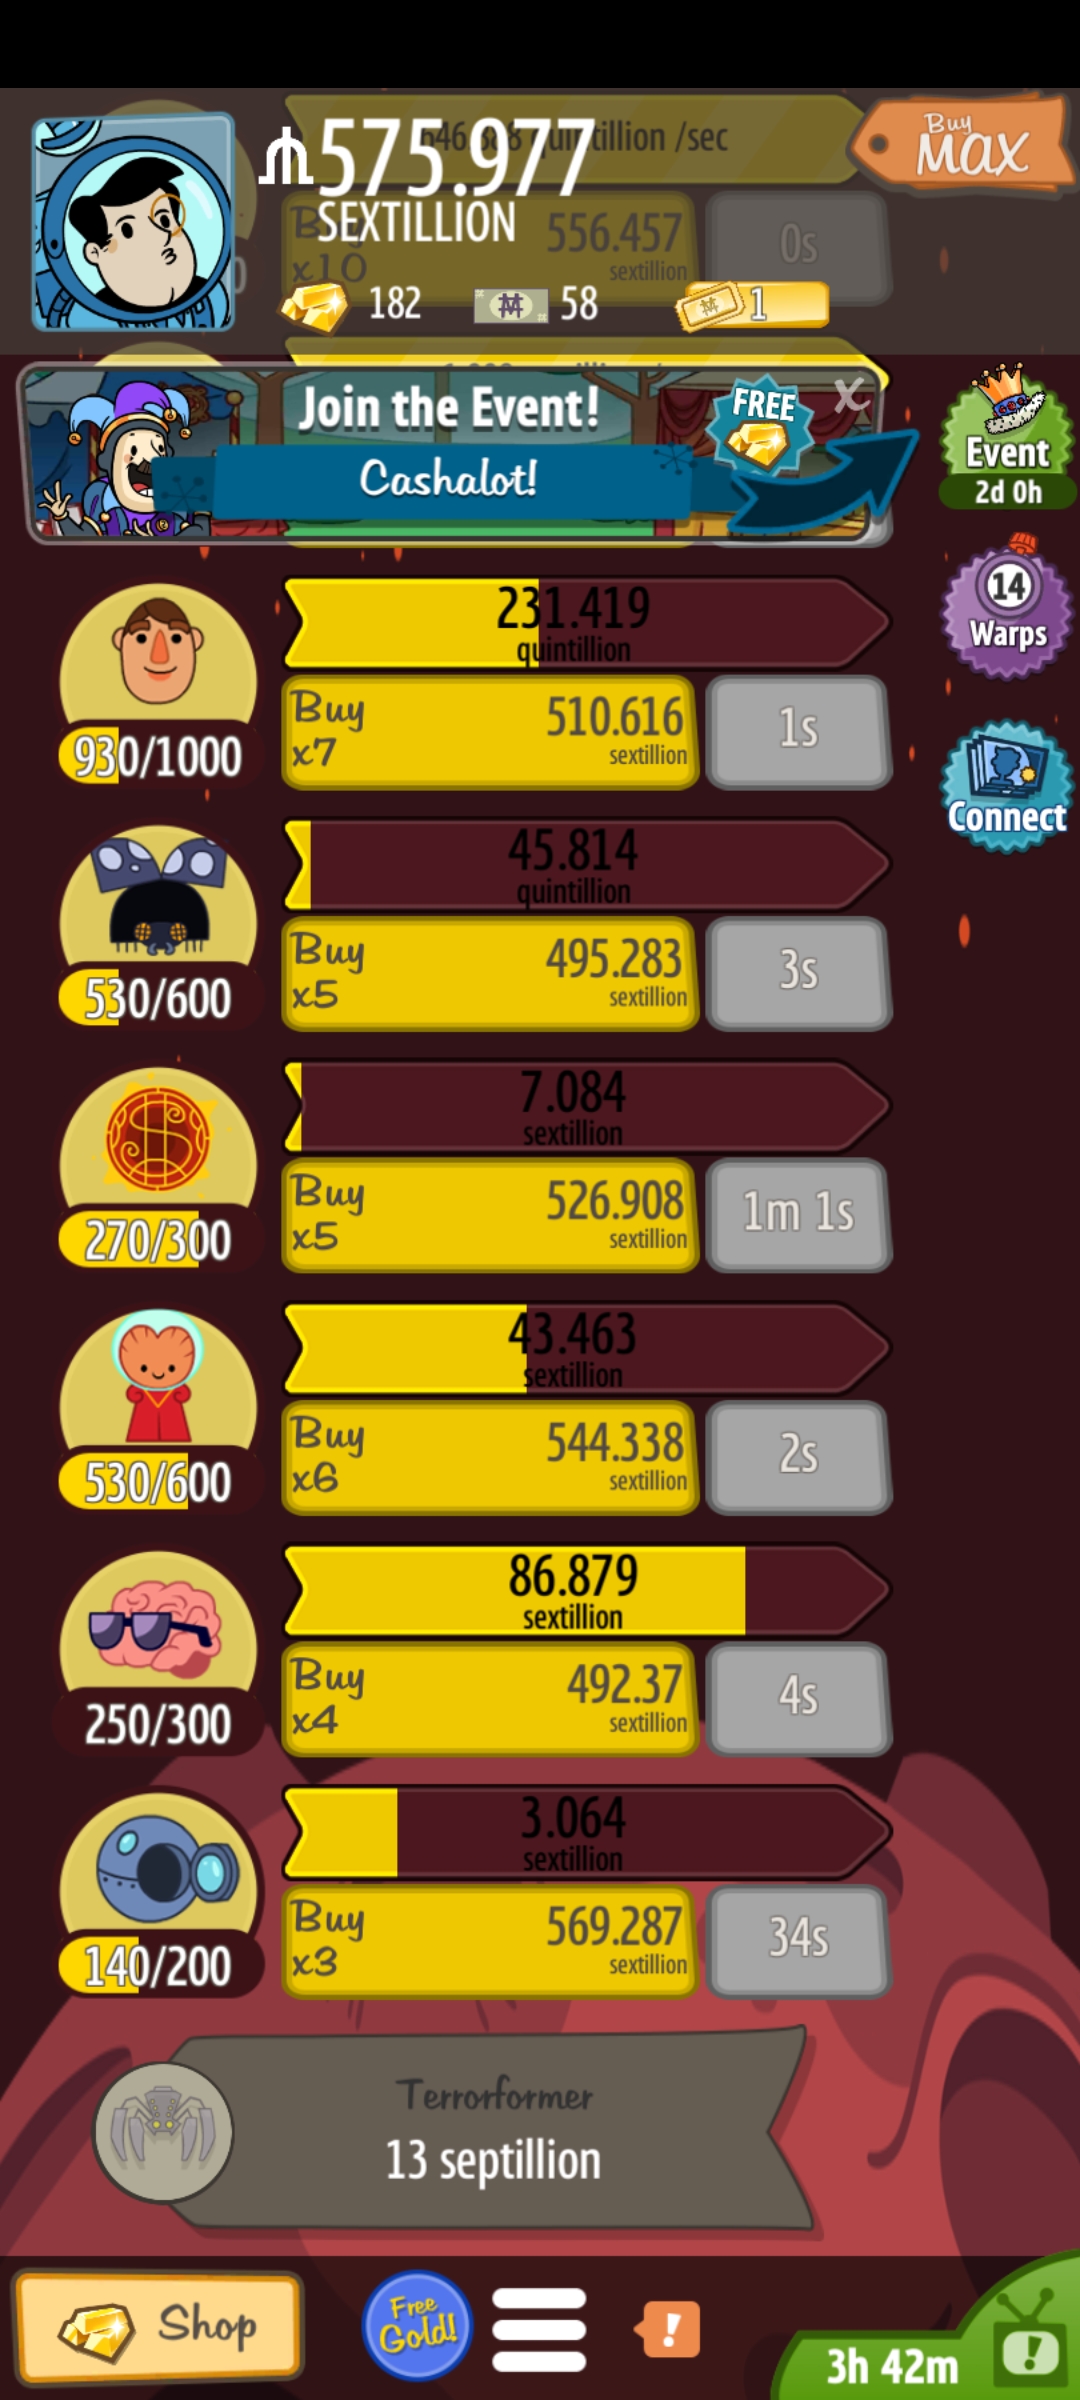 575.977
SEXTILLION
quintillion /sec
Buy
MAX
Buy
x10
556.457
sextillion
0s
182
58
1
Join the Event!
Cashalot!
FREE
X
Event
2d 0h
14
Warps
Connect
231.419
quintillion
930/1000
Buy
x7
510.616
sextillion
1s
45.814
quintillion
530/600
Buy
x5
495.283
sextillion
3s
7.084
sextillion
270/300
Buy
x5
526.908
sextillion
1m 1s
43.463
sextillion
530/600
Buy
x6
544.338
sextillion
2s
86.879
sextillion
250/300
Buy
x4
492.37
sextillion
4s
3.064
sextillion
140/200
Buy
x3
569.287
sextillion
34s
Terrorformer
13 septillion
Shop
Free
Gold!
!
3h 42m
!